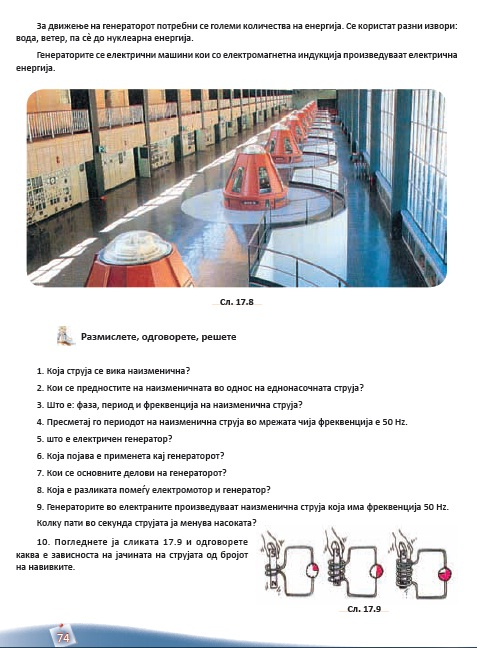 За движење на генераторот потребни се големи количества на енергија. Се користат разни извори:
вода, ветер, па сè до нуклеарна енергија.
Генераторите се електрични машини кои со електромагнетна индукција произведуваат електрична
енергија.
Сл. 17.8
Размислете, одговорете, решете
1. Која струја се вика наизменична?
2. Кои се предностите на наизменичната во однос на еднонасочната струја?
3. Што е: фаза, период и фреквенција на наизменична струја?
4. Пресметај го периодот на наизменична струја во мрежата чија фреквенција е 50 Hz.
5. што е електричен генератор?
6. Која појава е применета кај генераторот?
7. Кои се основните делови на генераторот?
8. Која е разликата помеѓу електромотор и генератор?
9. Генераторите во електраните произведуваат наизменична струја која има фреквенција 50 Hz.
Колку пати во секунда струјата ја менува насоката?
10. Погледнете ја сликата 17.9 и одговорете
каква е зависноста на јачината на струјата од бројот
на навивките.
Сл. 17.9
74